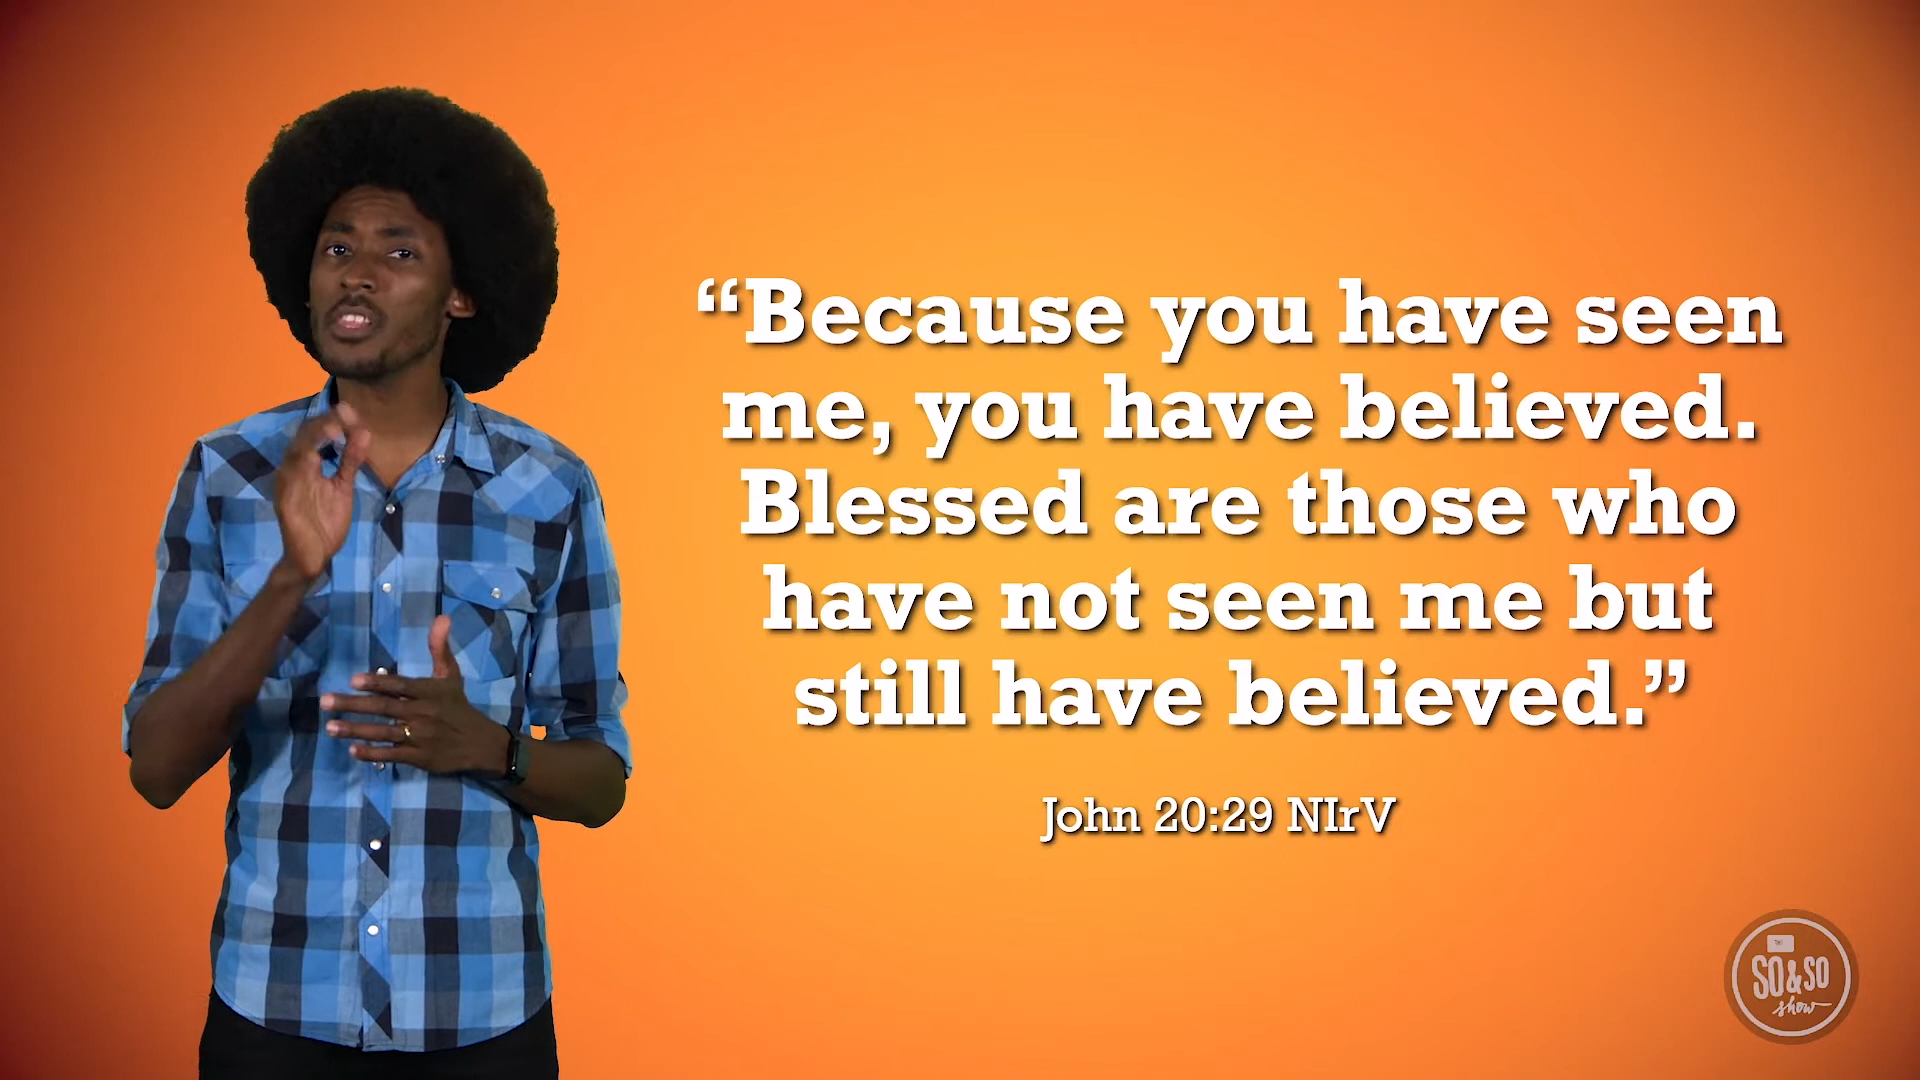 “Because you have seen
me, you have believed.
Blessed are those who
have not seen me but
still have believed.”
John 20:29 NIrV
SO & SO
show